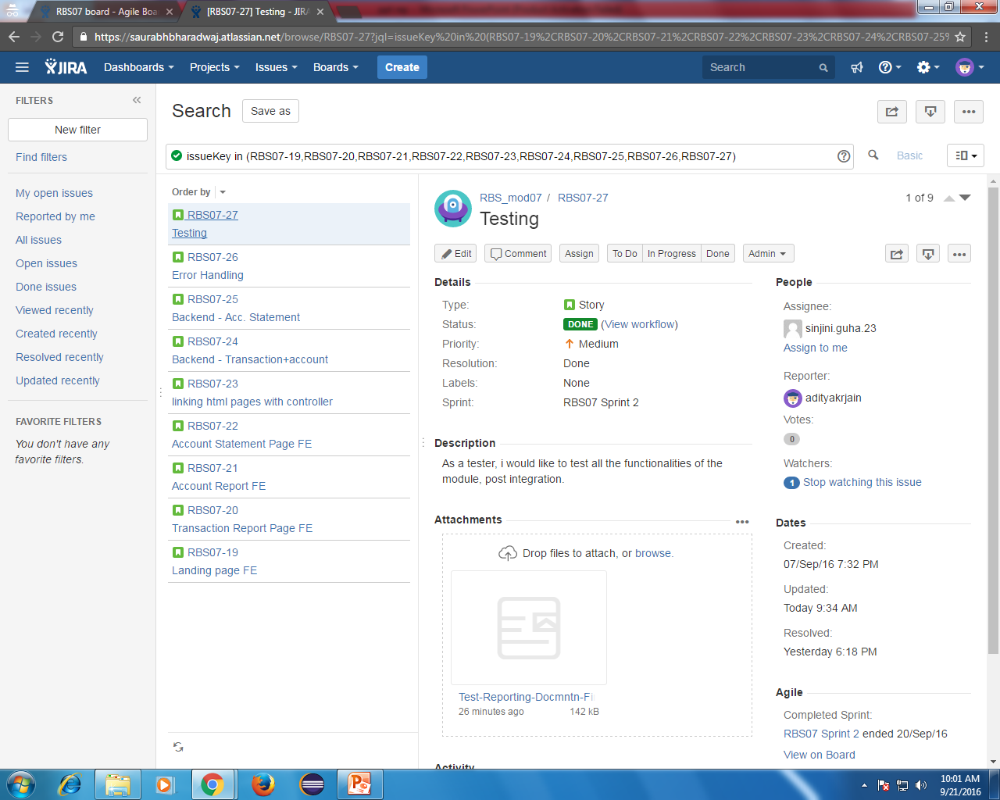 RBS07 board - Agile Boa
[RBS07-27] Testing - JIRA
https://saurabhbharadwaj.atlassian.net/browse/RBS07-27?jql=issueKey%20in%20(RBS07-19%2CRBS07-20%2CRBS07-21%2CRBS07-22%2CRBS07-23%2CRBS07-24%2CRBS07-25%
JIRA Dashboards Projects Issues Boards Create Search
FILTERS
New filter
Find filters
My open issues
Reported by me
All issues
Open issues
Done issues
Viewed recently
Created recently
Resolved recently
Updated recently
FAVORITE FILTERS
You don't have any
favorite filters.
Search Save as
issueKey in (RBS07-19,RBS07-20,RBS07-21,RBS07-22,RBS07-23,RBS07-24,RBS07-25,RBS07-26,RBS07-27)
Basic
Order by
RBS07-27
Testing
RBS07-26
Error Handling
RBS07-25
Backend - Acc. Statement
RBS07-24
Backend - Transaction+account
RBS07-23
linking html pages with controller
RBS07-22
Account Statement Page FE
RBS07-21
Account Report FE
RBS07-20
Transaction Report Page FE
RBS07-19
Landing page FE
RBS_mod07 / RBS07-27
1 of 9
Testing
Edit Comment Assign To Do In Progress Done Admin
Details
Type: Story
Status: DONE (View workflow)
Priority: Medium
Resolution: Done
Labels: None
Sprint: RBS07 Sprint 2
Description
As a tester, i would like to test all the functionalities of the
module, post integration.
Attachments
Drop files to attach, or browse.
Test-Reporting-Docmntn-Fi
26 minutes ago 142 kB
Activity
People
Assignee:
sinjini.guha.23
Assign to me
Reporter:
adityakrjain
Votes:
0
Watchers:
1 Stop watching this issue
Dates
Created:
07/Sep/16 7:32 PM
Updated:
Today 9:34 AM
Resolved:
Yesterday 6:18 PM
Agile
Completed Sprint:
RBS07 Sprint 2 ended 20/Sep/16
View on Board
10:01 AM
9/21/2016